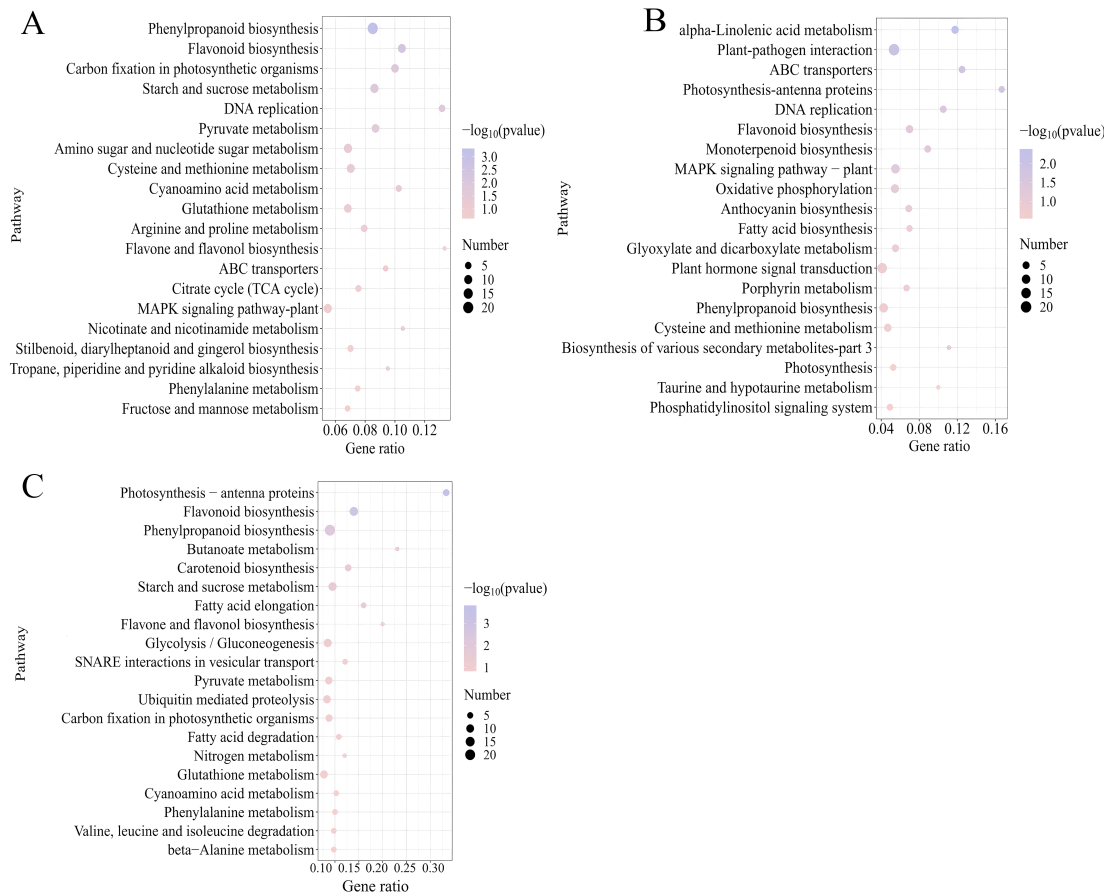 A
Phenylpropanoid biosynthesis
Flavonoid biosynthesis
Carbon fixation in photosynthetic organisms
Starch and sucrose metabolism
DNA replication
Pyruvate metabolism
Amino sugar and nucleotide sugar metabolism
Cysteine and methionine metabolism
Cyanoamino acid metabolism
Glutathione metabolism
Arginine and proline metabolism
Flavone and flavonol biosynthesis
ABC transporters
Citrate cycle (TCA cycle)
MAPK signaling pathway-plant
Nicotinate and nicotinamide metabolism
Stilbenoid, diarylheptanoid and gingerol biosynthesis
Tropane, piperidine and pyridine alkaloid biosynthesis
Phenylalanine metabolism
Fructose and mannose metabolism
Pathway
0.06 0.08 0.10 0.12
Gene ratio
−log10(pvalue)
3.0
2.5
2.0
1.5
1.0
Number
5
10
15
20
B
alpha-Linolenic acid metabolism
Plant-pathogen interaction
ABC transporters
Photosynthesis-antenna proteins
DNA replication
Flavonoid biosynthesis
Monoterpenoid biosynthesis
MAPK signaling pathway − plant
Oxidative phosphorylation
Anthocyanin biosynthesis
Fatty acid biosynthesis
Glyoxylate and dicarboxylate metabolism
Plant hormone signal transduction
Porphyrin metabolism
Phenylpropanoid biosynthesis
Cysteine and methionine metabolism
Biosynthesis of various secondary metabolites-part 3
Photosynthesis
Taurine and hypotaurine metabolism
Phosphatidylinositol signaling system
Pathway
0.04 0.08 0.12 0.16
Gene ratio
−log10(pvalue)
2.0
1.5
1.0
Number
5
10
15
20
C
Photosynthesis − antenna proteins
Flavonoid biosynthesis
Phenylpropanoid biosynthesis
Butanoate metabolism
Carotenoid biosynthesis
Starch and sucrose metabolism
Fatty acid elongation
Flavone and flavonol biosynthesis
Glycolysis / Gluconeogenesis
SNARE interactions in vesicular transport
Pyruvate metabolism
Ubiquitin mediated proteolysis
Carbon fixation in photosynthetic organisms
Fatty acid degradation
Nitrogen metabolism
Glutathione metabolism
Cyanoamino acid metabolism
Phenylalanine metabolism
Valine, leucine and isoleucine degradation
beta−Alanine metabolism
Pathway
0.10 0.15 0.20 0.25 0.30
Gene ratio
−log10(pvalue)
3
2
1
Number
5
10
15
20